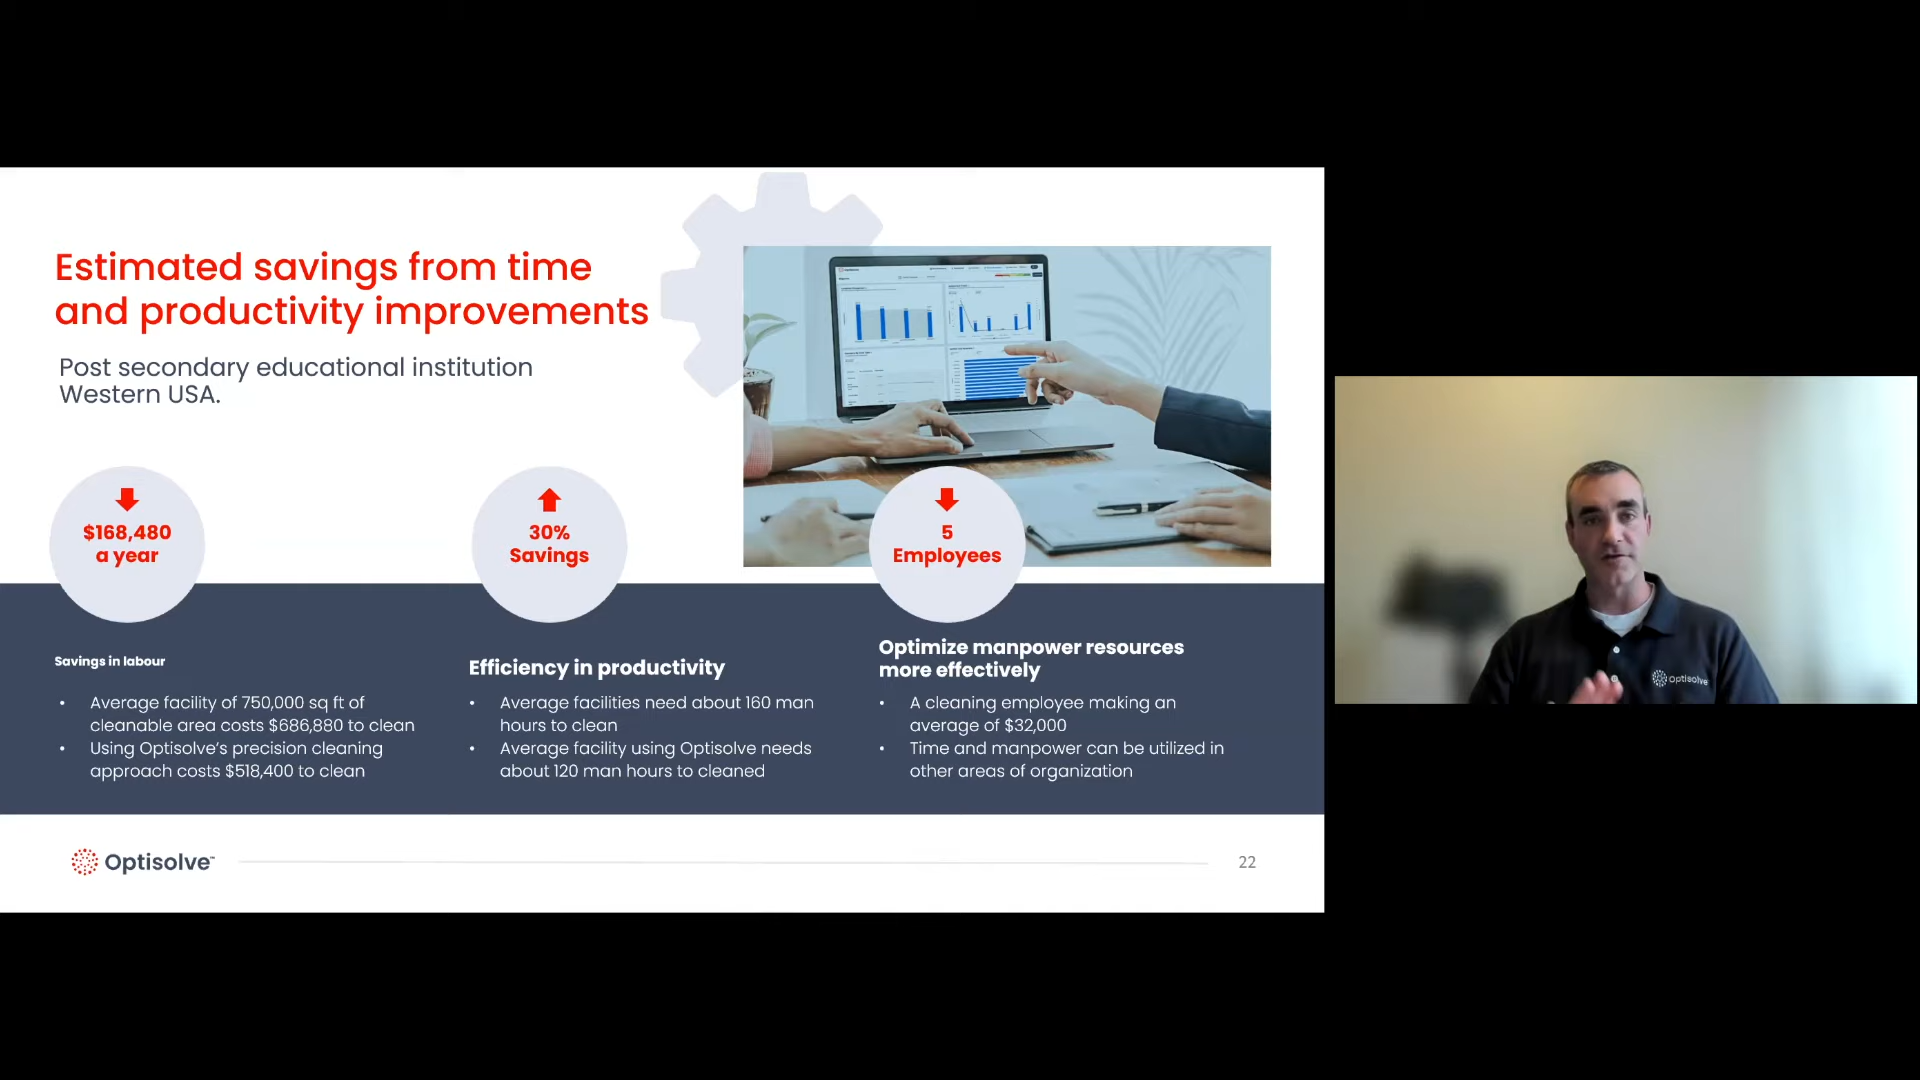 Estimated savings from time
and productivity improvements
Post secondary educational institution
Western USA.
$168,480
a year
30%
Savings
5
Employees
Savings in labour
• Average facility of 750,000 sq ft of
cleanable area costs $686,880 to clean
• Using Optisolve's precision cleaning
approach costs $518,400 to clean
Efficiency in productivity
• Average facilities need about 160 man
hours to clean
• Average facility using Optisolve needs
about 120 man hours to cleaned
Optimize manpower resources
more effectively
• A cleaning employee making an
average of $32,000
• Time and manpower can be utilized in
other areas of organization
Optisolve™
22
Optisolve